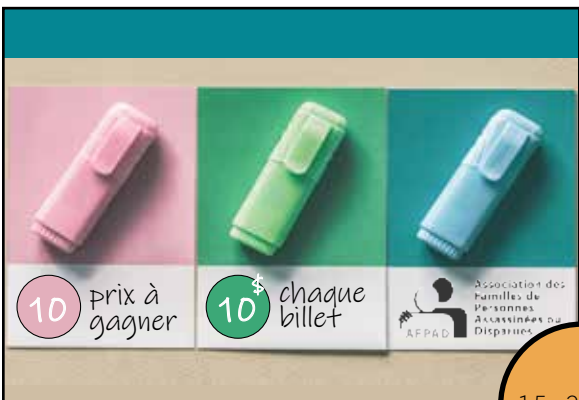 10
prix à
gagner
10$
chaque
billet
AFPAD
Association des
Familles de
Personnes
Assassinées ou
Disparues